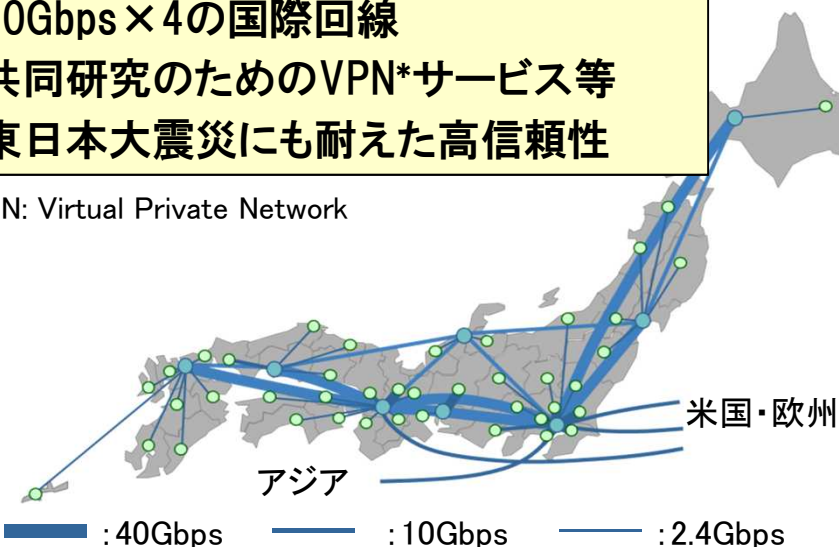 0Gbps×4の国際回線
共同研究のためのVPN*サービス等
東日本大震災にも耐えた高信頼性
N: Virtual Private Network
米国・欧州
アジア
:40Gbps :10Gbps :2.4Gbps